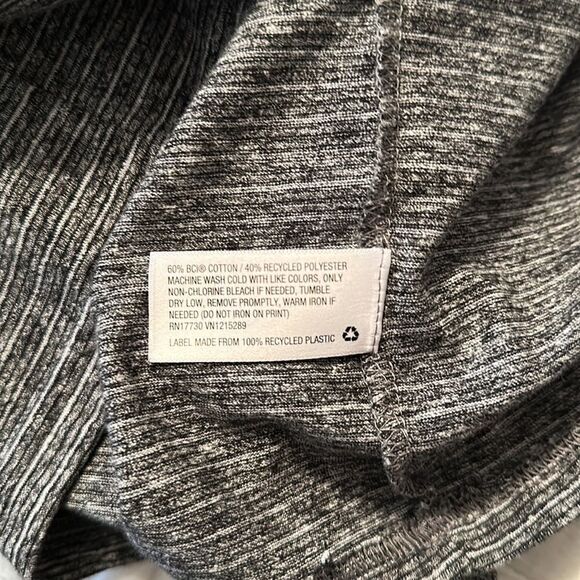 60% BCI® COTTON / 40% RECYCLED POLYESTER
MACHINE WASH COLD WITH LIKE COLORS, ONLY
NON-CHLORINE BLEACH IF NEEDED, TUMBLE
DRY LOW, REMOVE PROMPTLY, WARM IRON IF
NEEDED (DO NOT IRON ON PRINT)
RN17730 VN1215289
LABEL MADE FROM 100% RECYCLED PLASTIC